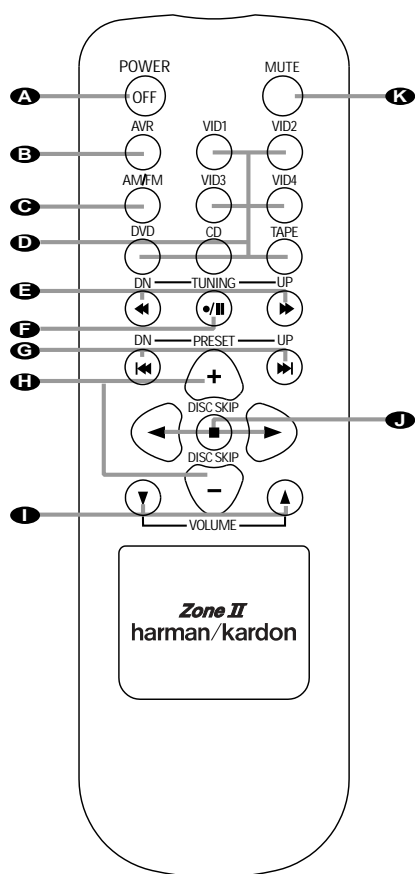 POWER MUTE
A OFF K
AVR VID1 VID2
B
AM/FM VID3 VID4
C
DVD CD TAPE
D
E DN TUNING UP
F
G DN PRESET UP
H +
DISC SKIP
J
DISC SKIP
−
I VOLUME
Zone II
harman/kardon